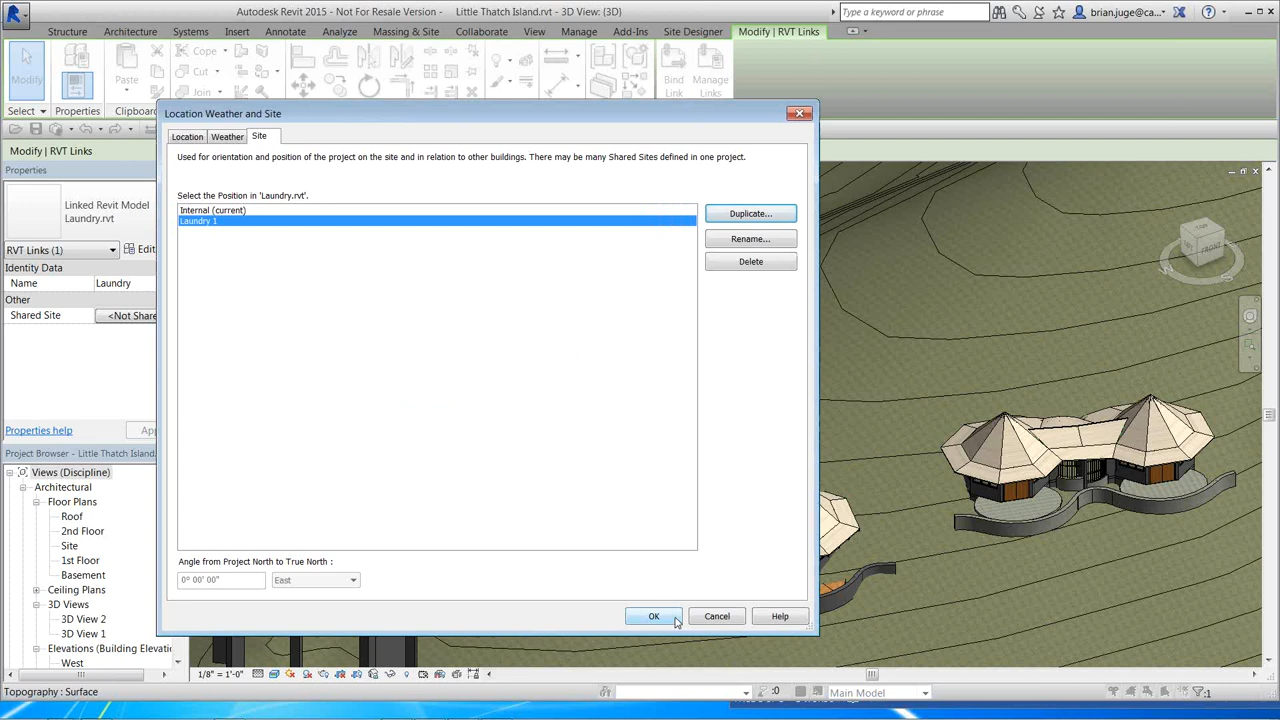 Autodesk Revit 2015 - Not For Resale Version - Little Thatch Island.rvt - 3D View: {3D}
Type a keyword or phrase
brian.juge@ca...
Structure Architecture Systems Insert Annotate Analyze Massing & Site Collaborate View Manage Add-Ins Site Designer Modify | RVT Links
Modify
Paste
Cope
Cut
Join
Bind Link
Manage Links
Select Properties Clipboard
Modify | RVT Links
Properties
Linked Revit Model
Laundry.rvt
RVT Links (1) Edit
Identity Data
Name Laundry
Other
Shared Site <Not Share
Properties help App
Project Browser - Little Thatch Island.
Views (Discipline)
Architectural
Floor Plans
Roof
2nd Floor
Site
1st Floor
Basement
Ceiling Plans
3D Views
3D View 2
3D View 1
Elevations (Building Elevatio
West
Location Weather and Site
Location Weather Site
Used for orientation and position of the project on the site and in relation to other buildings. There may be many Shared Sites defined in one project.
Select the Position in 'Laundry.rvt'.
Internal (current)
Laundry 1
Duplicate...
Rename...
Delete
Angle from Project North to True North :
0° 00' 00" East
OK Cancel Help
FRONT
W
1/8" = 1'-0"
Topography : Surface
:0
Main Model
:1